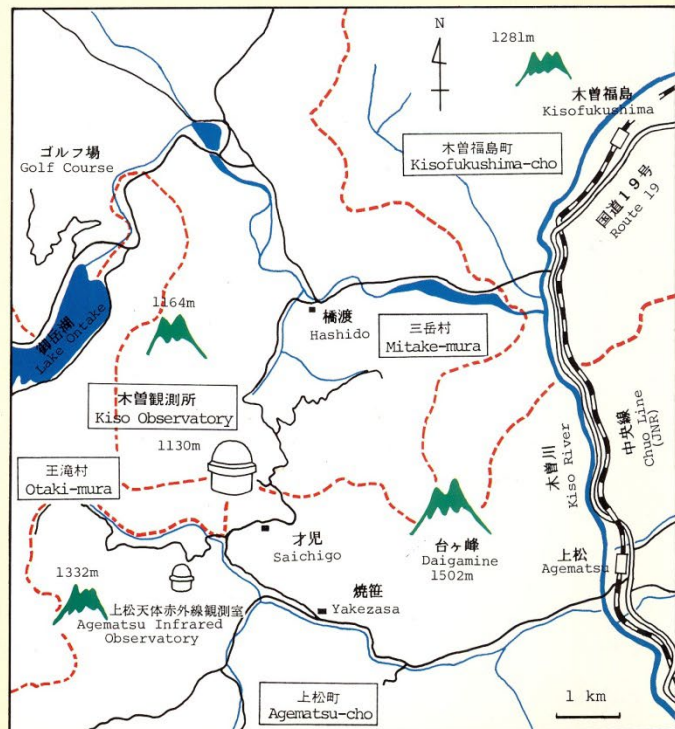 1281m
N
木曽福島
Kisofukushima
ゴルフ場
Golf Course
木曽福島町
Kisofukushima-cho
国道19号
Route 19
御岳湖
Lake Ontake
1164m
橋渡
Hashido
三岳村
Mitake-mura
木曽観測所
Kiso Observatory
1130m
木曽川
Kiso River
中央線
Chuo Line
(JNR)
王滝村
Otaki-mura
才児
Saichigo
台ヶ峰
Daigamine
1502m
上松
Agematsu
1332m
上松天体赤外線観測室
Agematsu Infrared
Observatory
焼笹
Yakezasa
上松町
Agematsu-cho
1 km